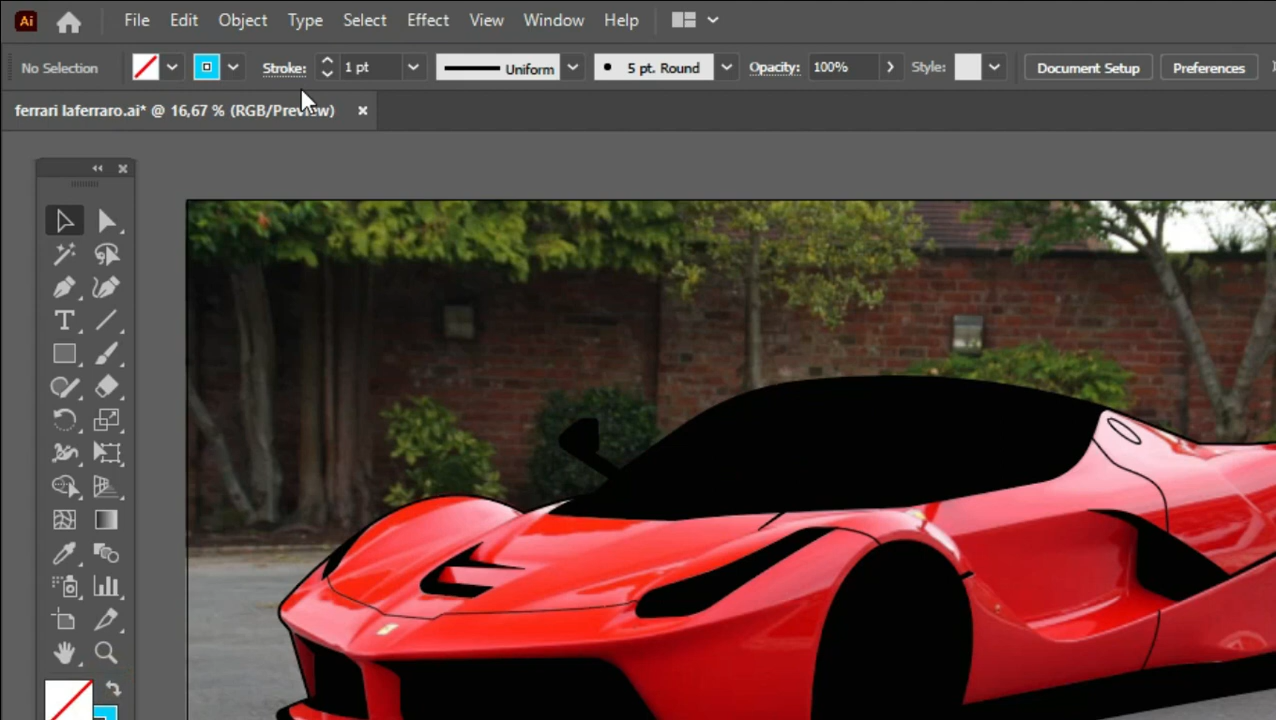 Ai File Edit Object Type Select Effect View Window Help
No Selection Stroke: 1 pt Uniform 5 pt. Round Opacity: 100% Style: Document Setup Preferences
ferrari laferraro.ai* @ 16,67 % (RGB/Preview)